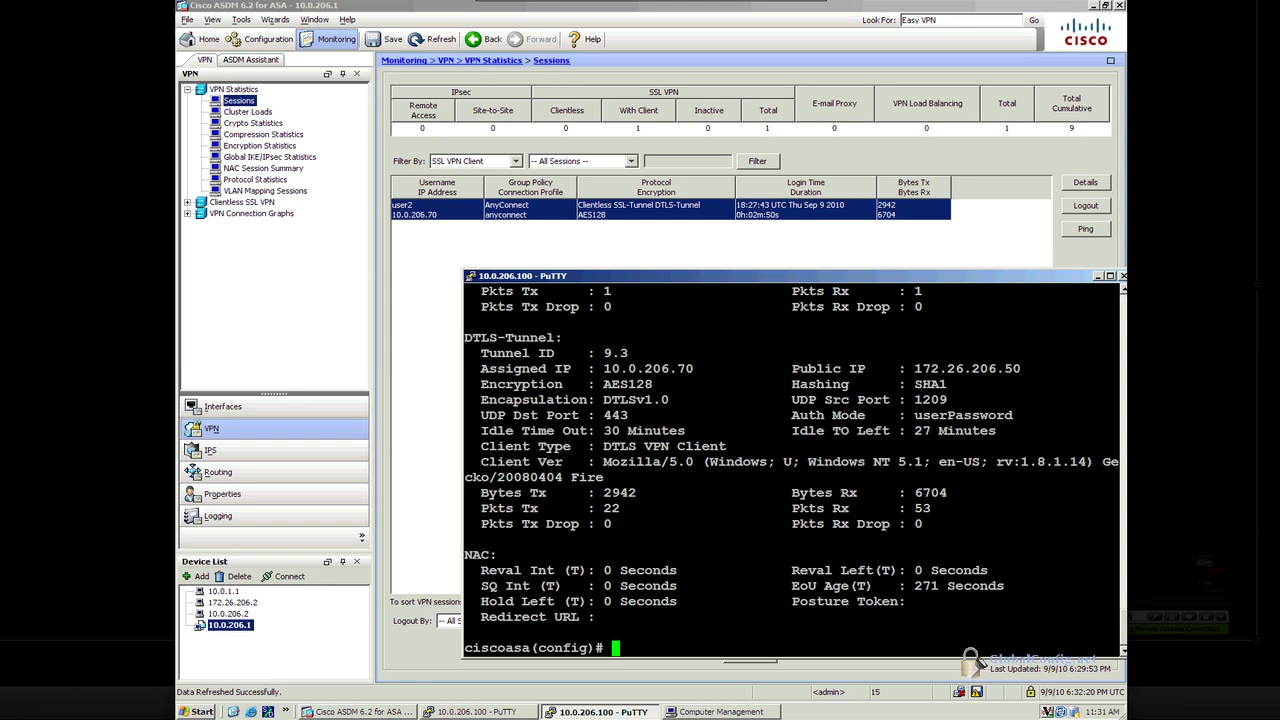 Cisco ASDM 6.2 for ASA - 10.0.206.1
File View Tools Wizards Window Help Look For: Easy VPN Go
Home Configuration Monitoring Save Refresh Back Forward Help CISCO
VPN ASDM Assistant
VPN
VPN Statistics
Sessions
Cluster Loads
Crypto Statistics
Compression Statistics
Encryption Statistics
Global IKE/IPsec Statistics
NAC Session Summary
Protocol Statistics
VLAN Mapping Sessions
Clientless SSL VPN
VPN Connection Graphs
Interfaces
VPN
IPS
Routing
Properties
Logging
Device List
Add Delete Connect
10.0.1.1
172.26.206.2
10.0.206.2
10.0.206.1
Monitoring > VPN > VPN Statistics > Sessions
IPsec SSL VPN E-mail Proxy VPN Load Balancing Total Total Cumulative
Remote Access Site-to-Site Clientless With Client Inactive Total
0 0 0 1 0 1 0 0 1 9
Filter By: SSL VPN Client -- All Sessions -- Filter
Username Group Policy Protocol Login Time Bytes Tx
IP Address Connection Profile Encryption Duration Bytes Rx
user2 AnyConnect Clientless SSL-Tunnel DTLS-Tunnel 18:27:43 UTC Thu Sep 9 2010 2942
10.0.206.70 anyconnect AES128 0h:02m:50s 6704
Details
Logout
Ping
10.0.206.100 - PuTTY
Pkts Tx : 1 Pkts Rx : 1
Pkts Tx Drop : 0 Pkts Rx Drop : 0
DTLS-Tunnel:
Tunnel ID : 9.3
Assigned IP : 10.0.206.70 Public IP : 172.26.206.50
Encryption : AES128 Hashing : SHA1
Encapsulation: DTLSv1.0 UDP Src Port : 1209
UDP Dst Port : 443 Auth Mode : userPassword
Idle Time Out: 30 Minutes Idle TO Left : 27 Minutes
Client Type : DTLS VPN Client
Client Ver : Mozilla/5.0 (Windows; U; Windows NT 5.1; en-US; rv:1.8.1.14) Ge
cko/20080404 Fire
Bytes Tx : 2942 Bytes Rx : 6704
Pkts Tx : 22 Pkts Rx : 53
Pkts Tx Drop : 0 Pkts Rx Drop : 0
NAC:
Reval Int (T): 0 Seconds Reval Left(T): 0 Seconds
SQ Int (T) : 0 Seconds EoU Age(T) : 271 Seconds
Hold Left (T): 0 Seconds Posture Token:
Redirect URL :
ciscoasa(config)#
To sort VPN sessions
Logout By: -- All S
GlobalConfig.net
Last Updated: 9/9/10 6:29:53 PM
Data Refreshed Successfully. <admin> 15 9/9/10 6:32:20 PM UTC
Start Cisco ASDM 6.2 for ASA ... 10.0.206.100 - PuTTY 10.0.206.100 - PuTTY Computer Management 11:31 AM